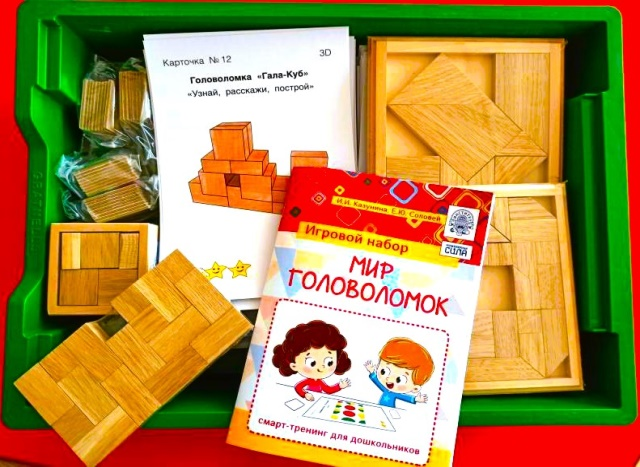 Карточка № 12
3D
Головоломка «Гала-Куб»
«Узнай, расскажи, построй»
И.И. Казунина, Е.Ю. Соловей
Игровой набор
СИЛА
МИР
ГОЛОВОЛОМОК
смарт-тренинг для дошкольников